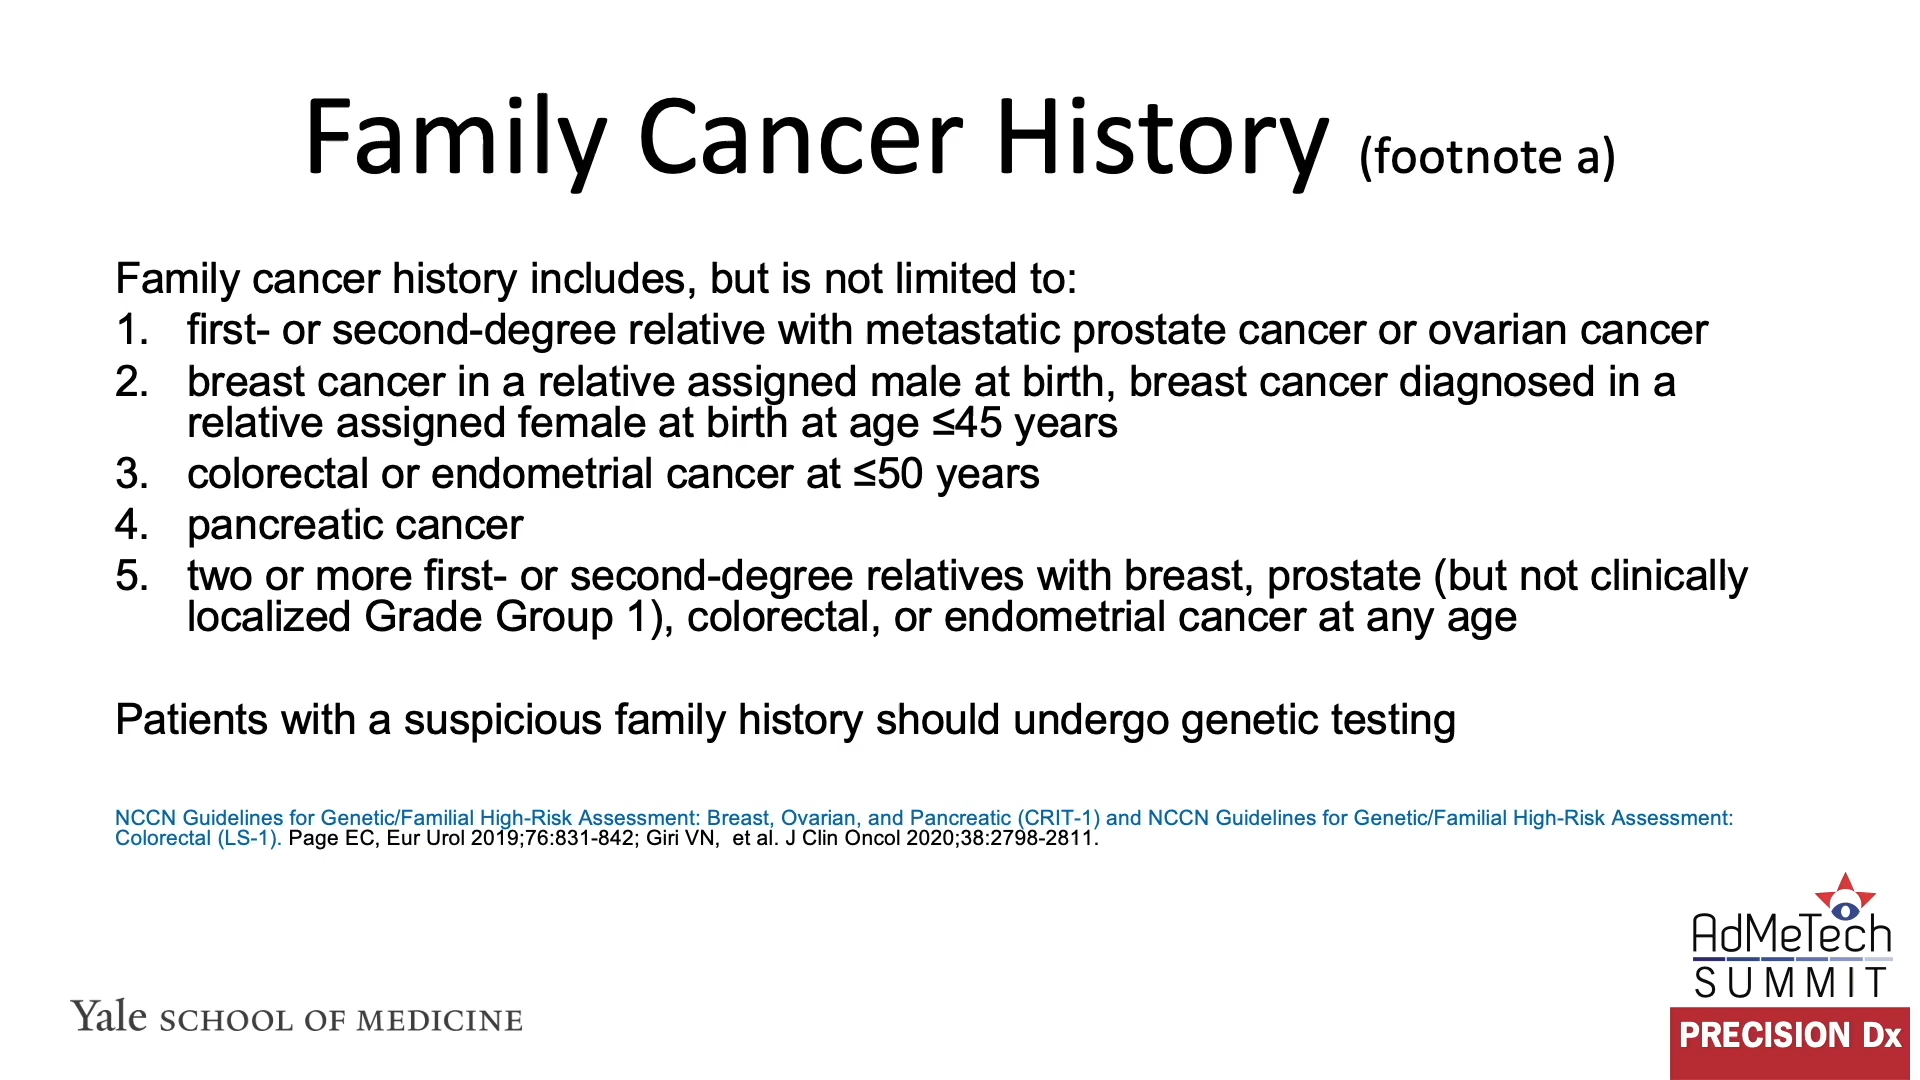 Family Cancer History (footnote a)
Family cancer history includes, but is not limited to:
1. first- or second-degree relative with metastatic prostate cancer or ovarian cancer
2. breast cancer in a relative assigned male at birth, breast cancer diagnosed in a
relative assigned female at birth at age ≤45 years
3. colorectal or endometrial cancer at ≤50 years
4. pancreatic cancer
5. two or more first- or second-degree relatives with breast, prostate (but not clinically
localized Grade Group 1), colorectal, or endometrial cancer at any age
Patients with a suspicious family history should undergo genetic testing
NCCN Guidelines for Genetic/Familial High-Risk Assessment: Breast, Ovarian, and Pancreatic (CRIT-1) and NCCN Guidelines for Genetic/Familial High-Risk Assessment:
Colorectal (LS-1). Page EC, Eur Urol 2019;76:831-842; Giri VN, et al. J Clin Oncol 2020;38:2798-2811.
Yale SCHOOL OF MEDICINE
AdMeTech
SUMMIT
PRECISION Dx